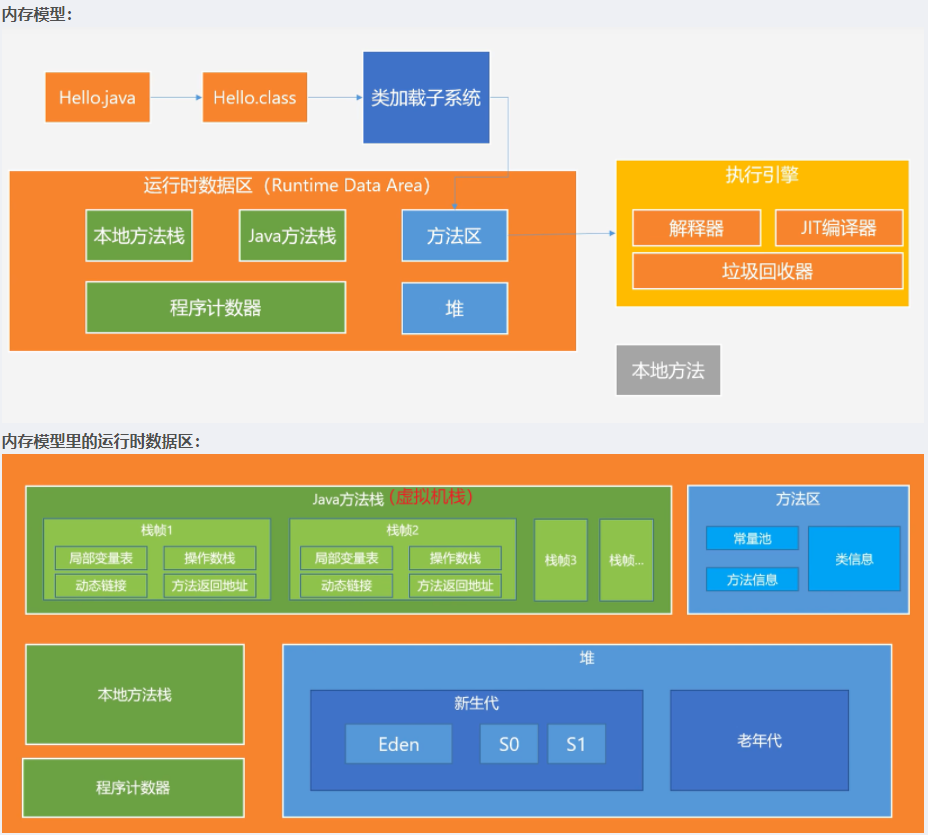 内存模型：
Hello.java
Hello.class
类加载子系统
运行时数据区（Runtime Data Area）
本地方法栈
Java方法栈
方法区
程序计数器
堆
执行引擎
解释器
JIT编译器
垃圾回收器
本地方法
内存模型里的运行时数据区：
Java方法栈（虚拟机栈）
栈帧1
局部变量表
操作数栈
动态链接
方法返回地址
栈帧2
局部变量表
操作数栈
动态链接
方法返回地址
栈帧3
栈帧...
方法区
常量池
方法信息
类信息
本地方法栈
程序计数器
堆
新生代
Eden
S0
S1
老年代